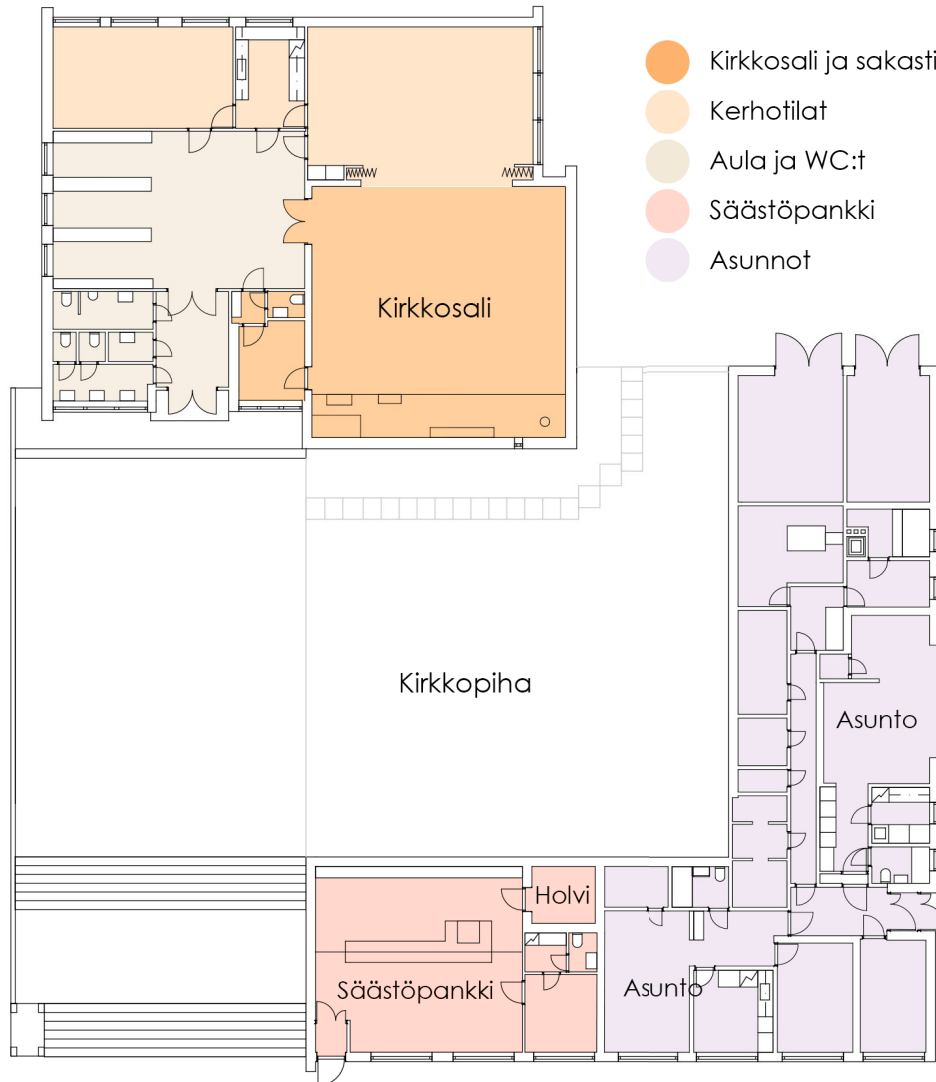 Kirkkosali ja sakasti
Kerhotilat
Aula ja WC:t
Säästöpankki
Asunnot
Kirkkosali
Kirkkopiha
Asunto
Holvi
Säästöpankki
Asunto